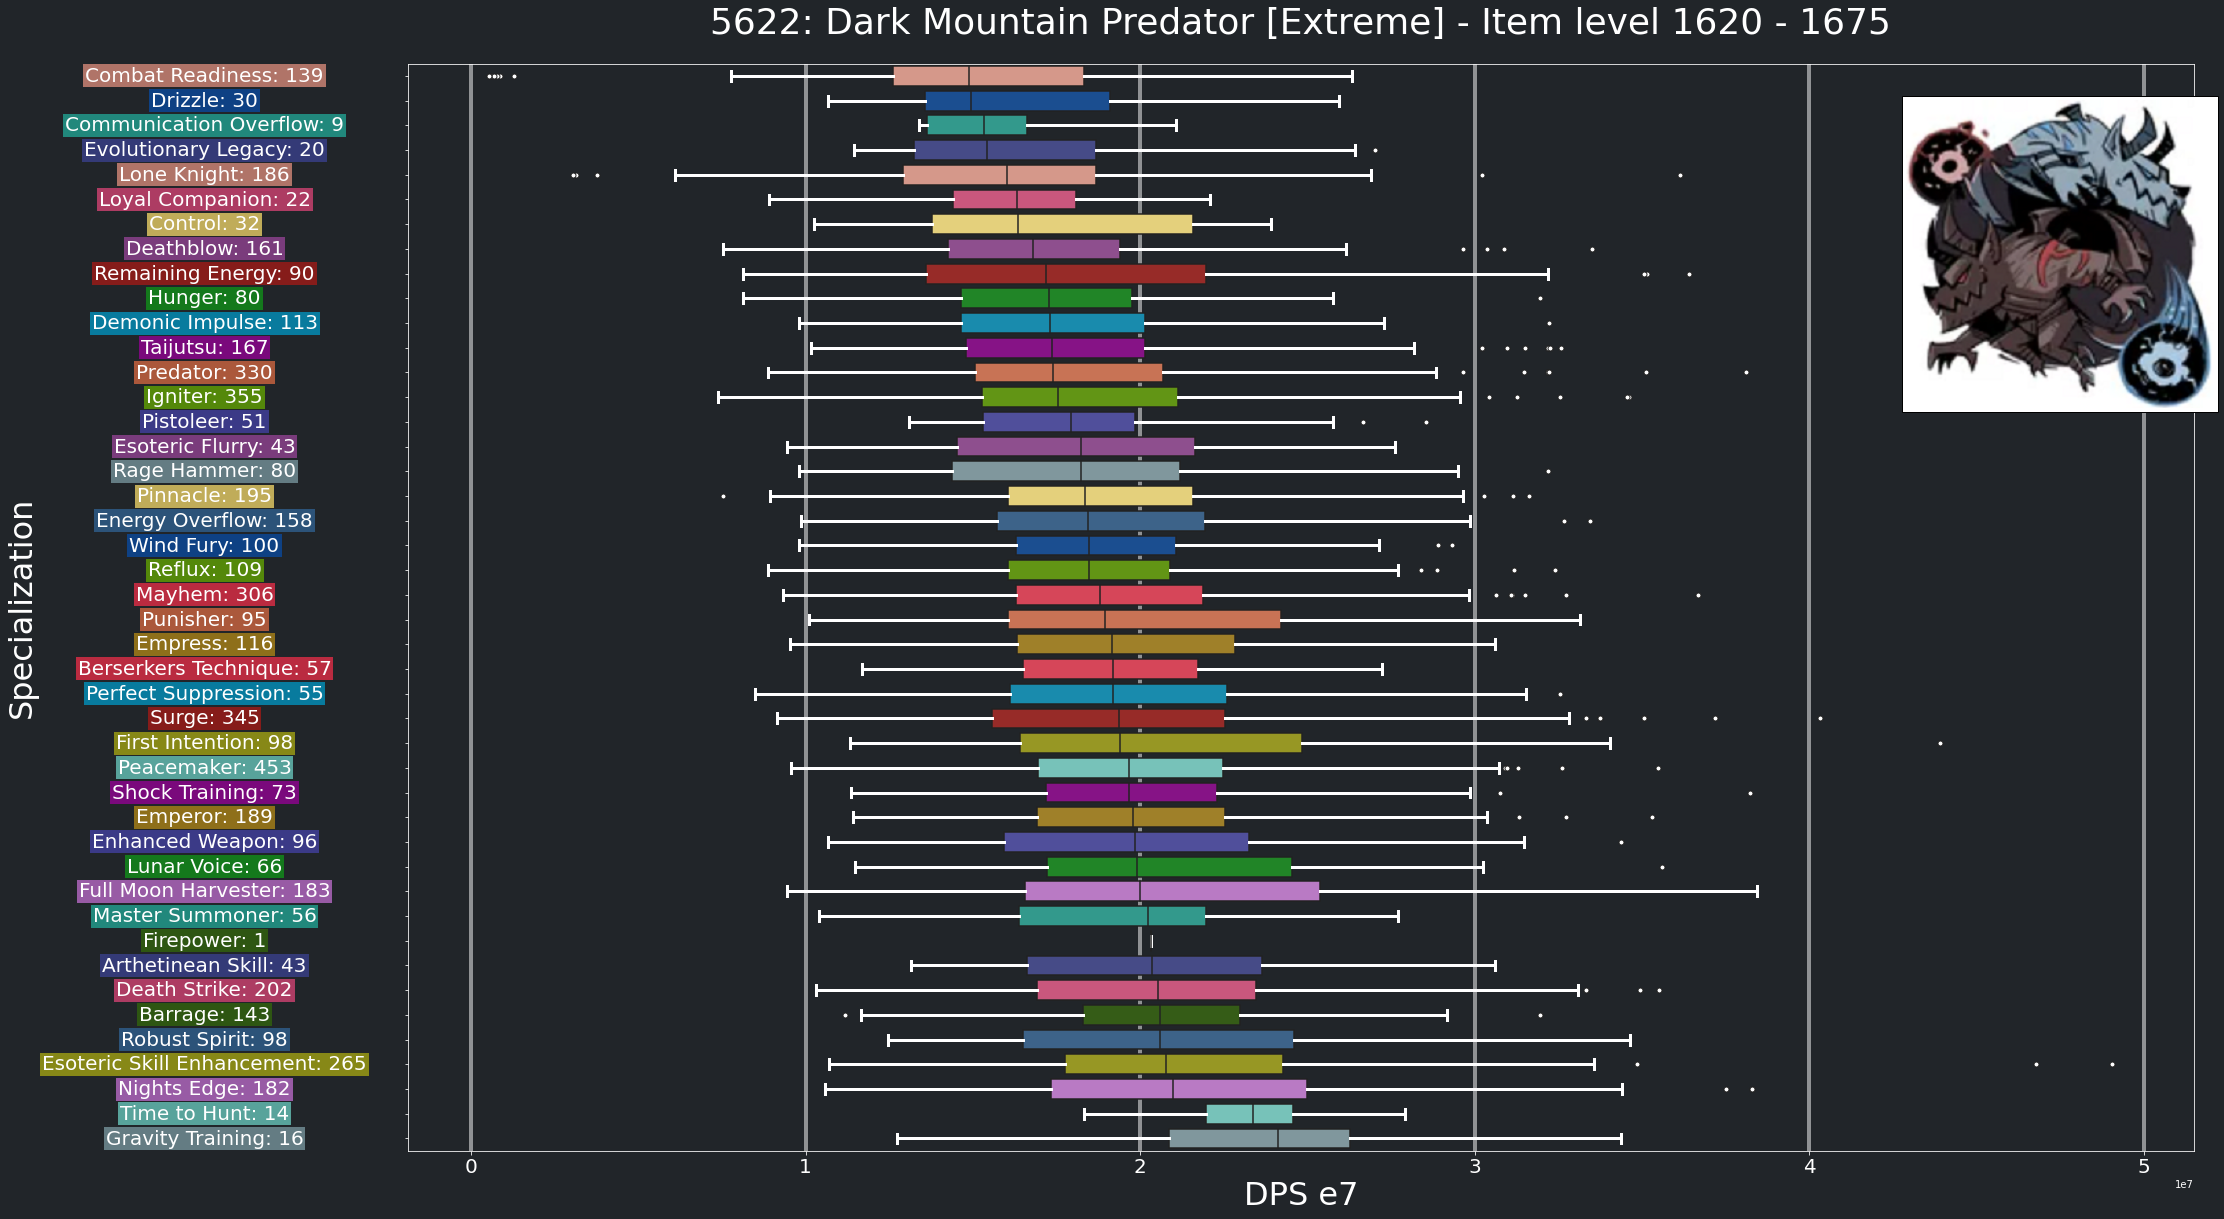 5622: Dark Mountain Predator [Extreme] - Item level 1620 - 1675
Specialization
Combat Readiness: 139
Drizzle: 30
Communication Overflow: 9
Evolutionary Legacy: 20
Lone Knight: 186
Loyal Companion: 22
Control: 32
Deathblow: 161
Remaining Energy: 90
Hunger: 80
Demonic Impulse: 113
Taijutsu: 167
Predator: 330
Igniter: 355
Pistoleer: 51
Esoteric Flurry: 43
Rage Hammer: 80
Pinnacle: 195
Energy Overflow: 158
Wind Fury: 100
Reflux: 109
Mayhem: 306
Punisher: 95
Empress: 116
Berserkers Technique: 57
Perfect Suppression: 55
Surge: 345
First Intention: 98
Peacemaker: 453
Shock Training: 73
Emperor: 189
Enhanced Weapon: 96
Lunar Voice: 66
Full Moon Harvester: 183
Master Summoner: 56
Firepower: 1
Arthetinean Skill: 43
Death Strike: 202
Barrage: 143
Robust Spirit: 98
Esoteric Skill Enhancement: 265
Nights Edge: 182
Time to Hunt: 14
Gravity Training: 16
0 1 2 3 4 5
1e7
DPS e7